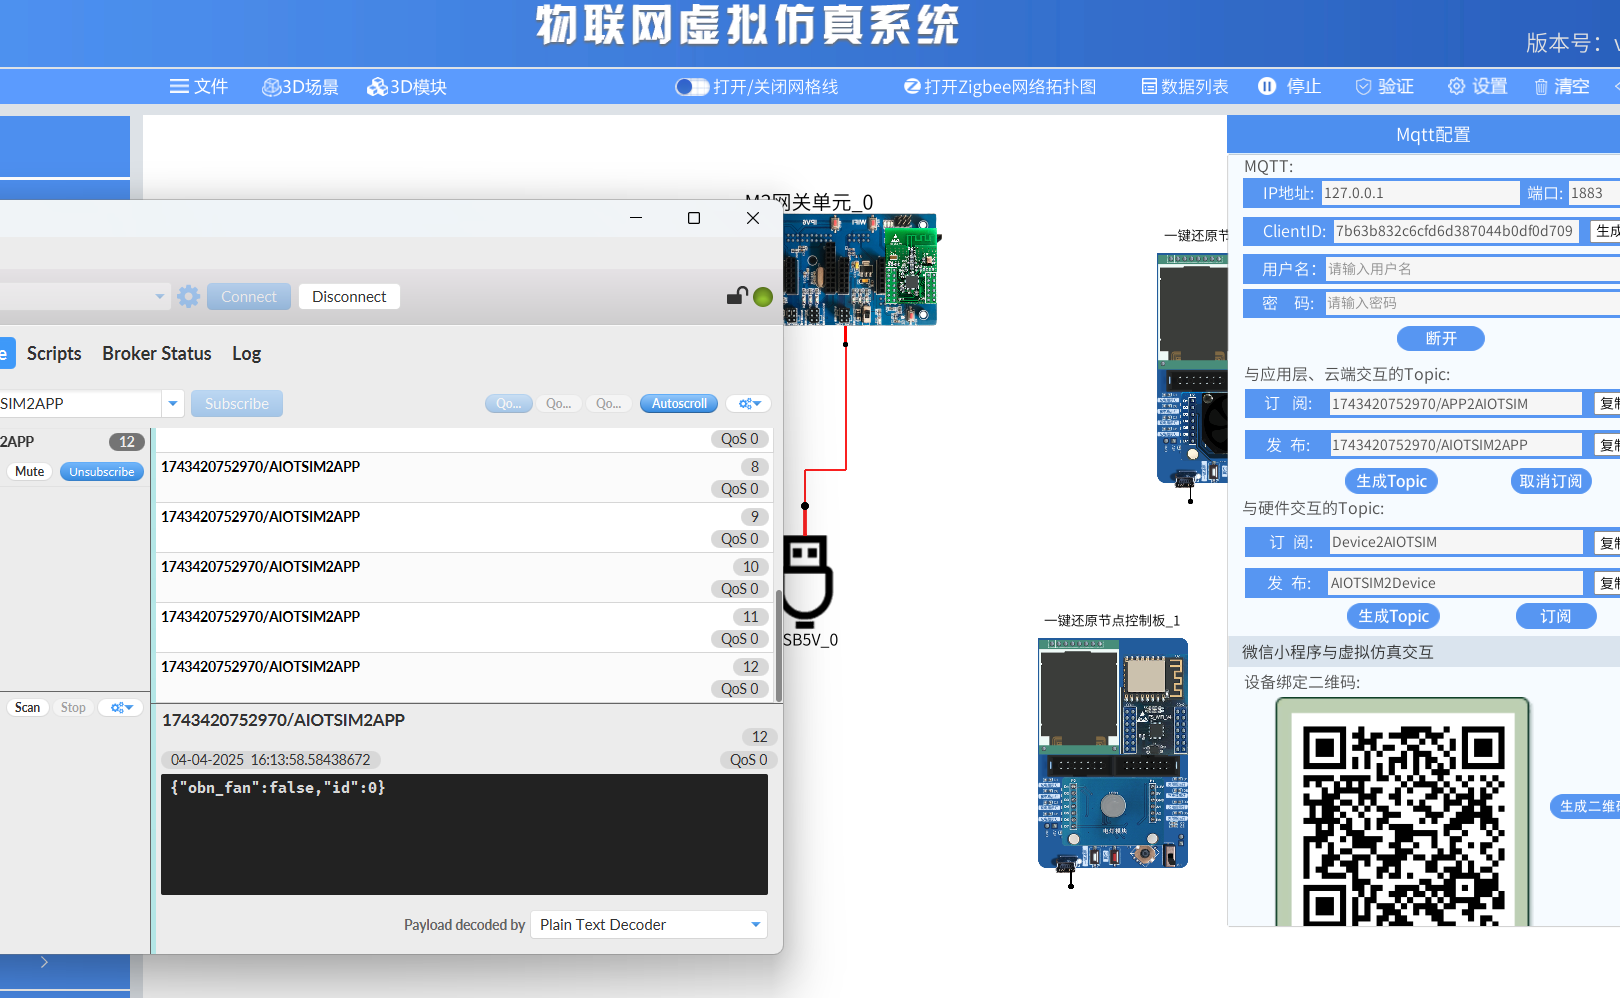 物联网虚拟仿真系统
版本号：
文件
3D场景
3D模块
打开/关闭网格线
打开Zigbee网络拓扑图
数据列表
停止
验证
设置
清空
Mqtt配置
MQTT:
IP地址: 127.0.0.1 端口: 1883
ClientID: 7b63b832c6cfd6d387044b0df0d709 生成
用户名： 请输入用户名
密 码: 请输入密码
断开
与应用层、云端交互的Topic:
订 阅: 1743420752970/APP2AIOTSIM 复制
发 布: 1743420752970/AIOTSIM2APP 复制
生成Topic 取消订阅
与硬件交互的Topic:
订 阅: Device2AIOTSIM 复制
发 布: AIOTSIM2Device 复制
生成Topic 订阅
微信小程序与虚拟仿真交互
设备绑定二维码:
生成二维码
网关单元_0
一键还原节
SB5V_0
一键还原节点控制板_1
电灯模块
Connect Disconnect
e Scripts Broker Status Log
SIM2APP Subscribe Qo... Qo... Qo... Autoscroll
2APP 12
Mute Unsubscribe
QoS 0
1743420752970/AIOTSIM2APP 8
QoS 0
1743420752970/AIOTSIM2APP 9
QoS 0
1743420752970/AIOTSIM2APP 10
QoS 0
1743420752970/AIOTSIM2APP 11
QoS 0
1743420752970/AIOTSIM2APP 12
QoS 0
Scan Stop
1743420752970/AIOTSIM2APP
12
04-04-2025 16:13:58.58438672 QoS 0
{"obn_fan":false,"id":0}
Payload decoded by Plain Text Decoder